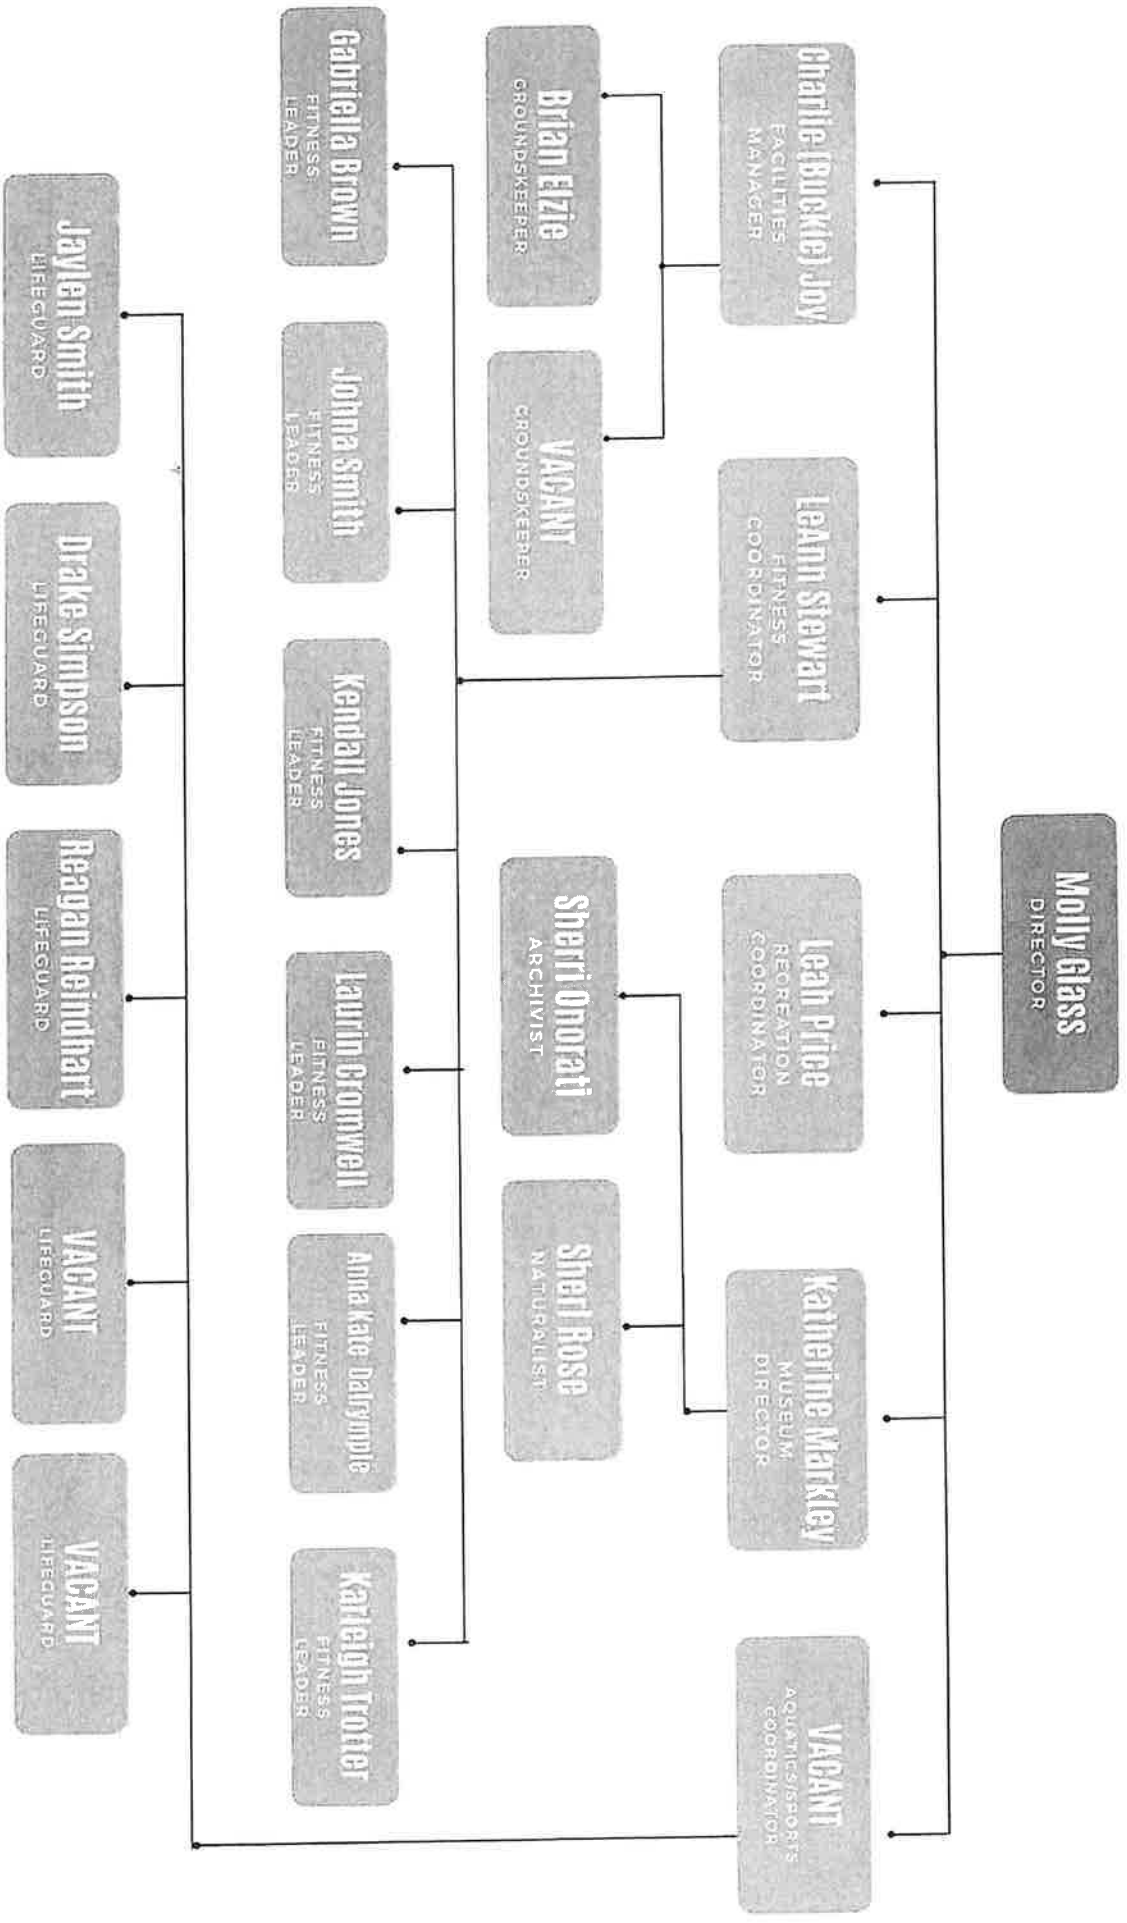 Molly Glass
DIRECTOR
Charlie (Buckie) Joy
FACILITIES
MANAGER
LeAnn Stewart
FITNESS
COORDINATOR
Leah Price
RECREATION
COORDINATOR
Katherine Markley
MUSEUM
DIRECTOR
VACANT
AQUATICS/SPORTS
COORDINATOR
Brian Elzie
GROUNDSKEEPER
VACANT
GROUNDSKEEPER
Sherri Onorati
ARCHIVIST
Sheri Rose
NATURALIST
Gabriella Brown
FITNESS
LEADER
Johna Smith
FITNESS
LEADER
Kendall Jones
FITNESS
LEADER
Laurin Cromwell
FITNESS
LEADER
Anna Kate Dalrymple
FITNESS
LEADER
Karleigh Trotter
FITNESS
LEADER
Jaylen Smith
LIFEGUARD
Drake Simpson
LIFEGUARD
Reagan Reindhart
LIFEGUARD
VACANT
LIFEGUARD
VACANT
LIFEGUARD